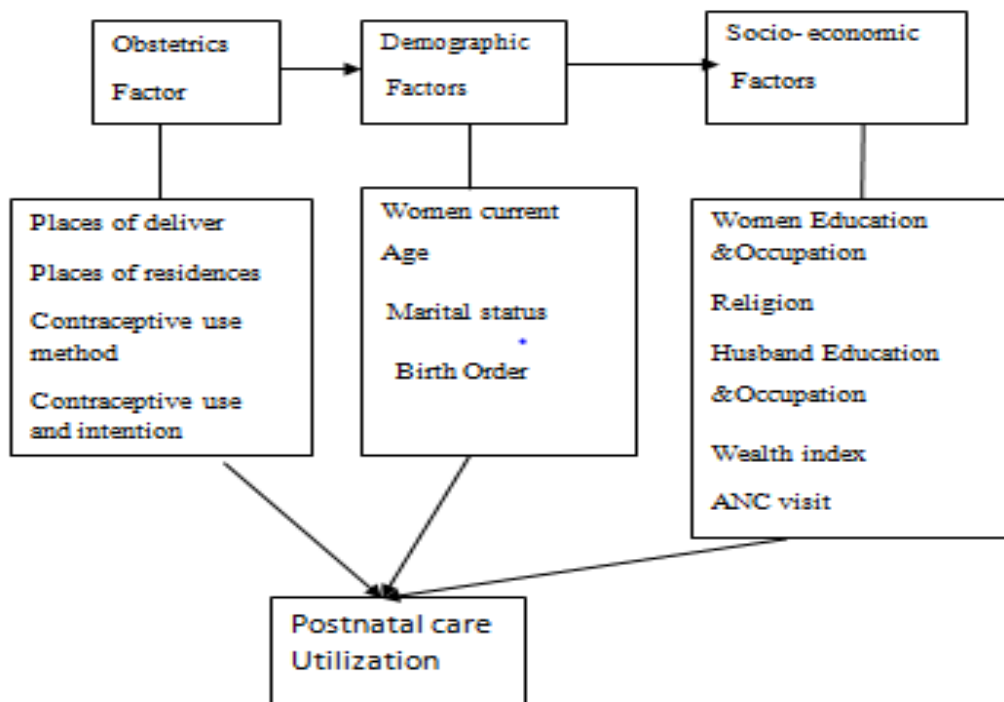 Obstetrics
Factor
Demographic
Factors
Socio- economic
Factors
Places of deliver
Places of residences
Contraceptive use
method
Contraceptive use
and intention
Women current
Age
Marital status
Birth Order
Women Education
&Occupation
Religion
Husband Education
&Occupation
Wealth index
ANC visit
Postnatal care
Utilization